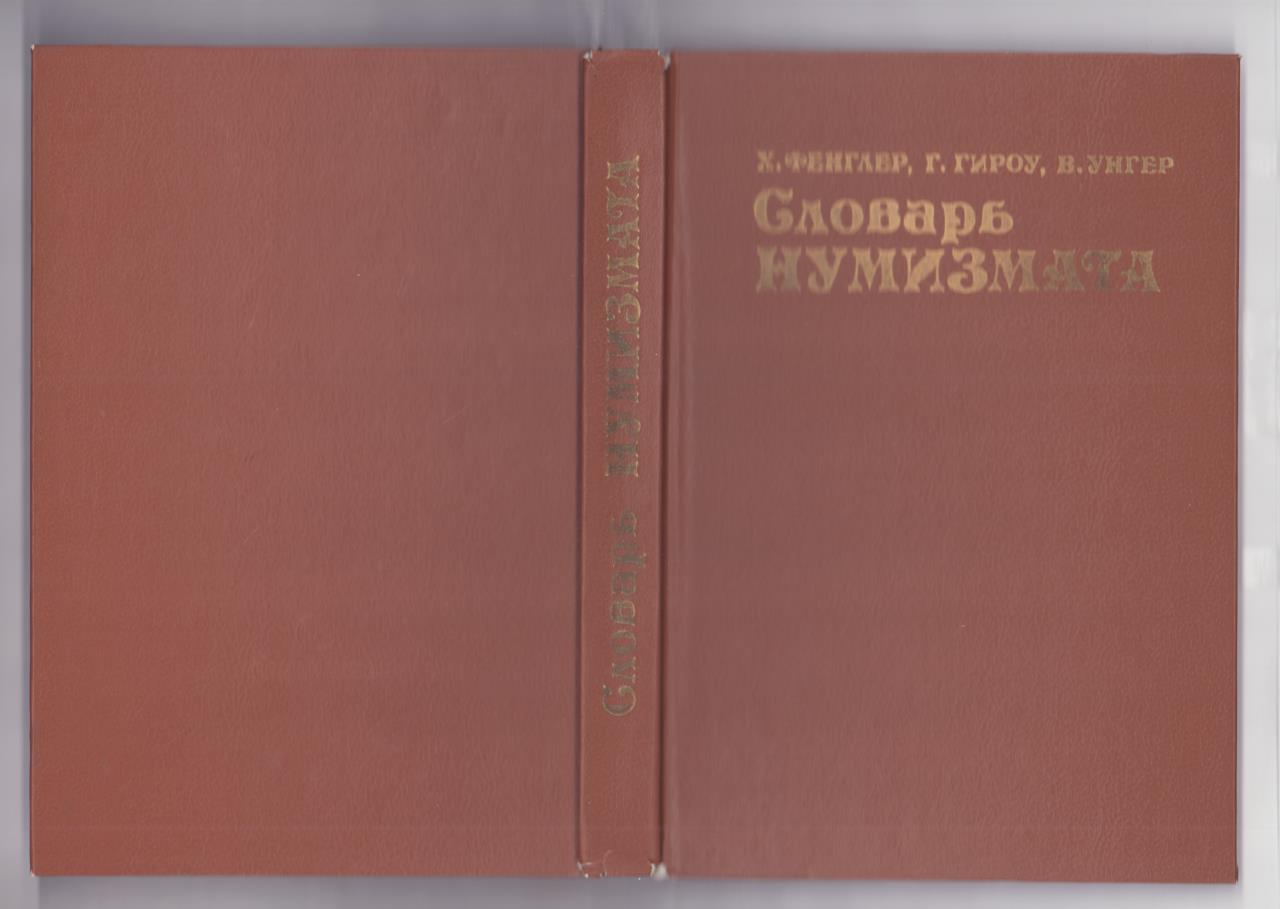 Словарь НУМИЗМАТА
Х. ФЕНГЛЕР, Г. ГИРОУ, В. УНГЕР
Словарь
НУМИЗМАТА